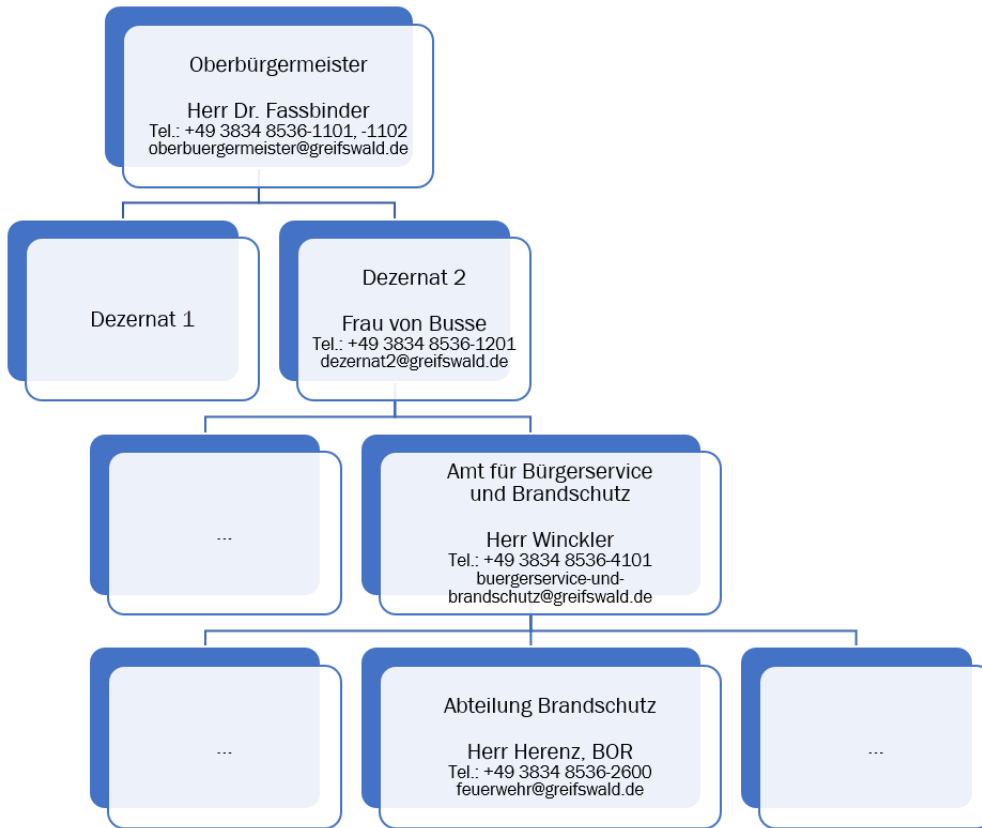 Oberbürgermeister
Herr Dr. Fassbinder
Tel.: +49 3834 8536-1101, -1102
oberbuergermeister@greifswald.de
Dezernat 1
Dezernat 2
Frau von Busse
Tel.: +49 3834 8536-1201
dezernat2@greifswald.de
...
Amt für Bürgerservice
und Brandschutz
Herr Winckler
Tel.: +49 3834 8536-4101
buergerservice-und-
brandschutz@greifswald.de
...
Abteilung Brandschutz
Herr Herenz, BOR
Tel.: +49 3834 8536-2600
feuerwehr@greifswald.de
...